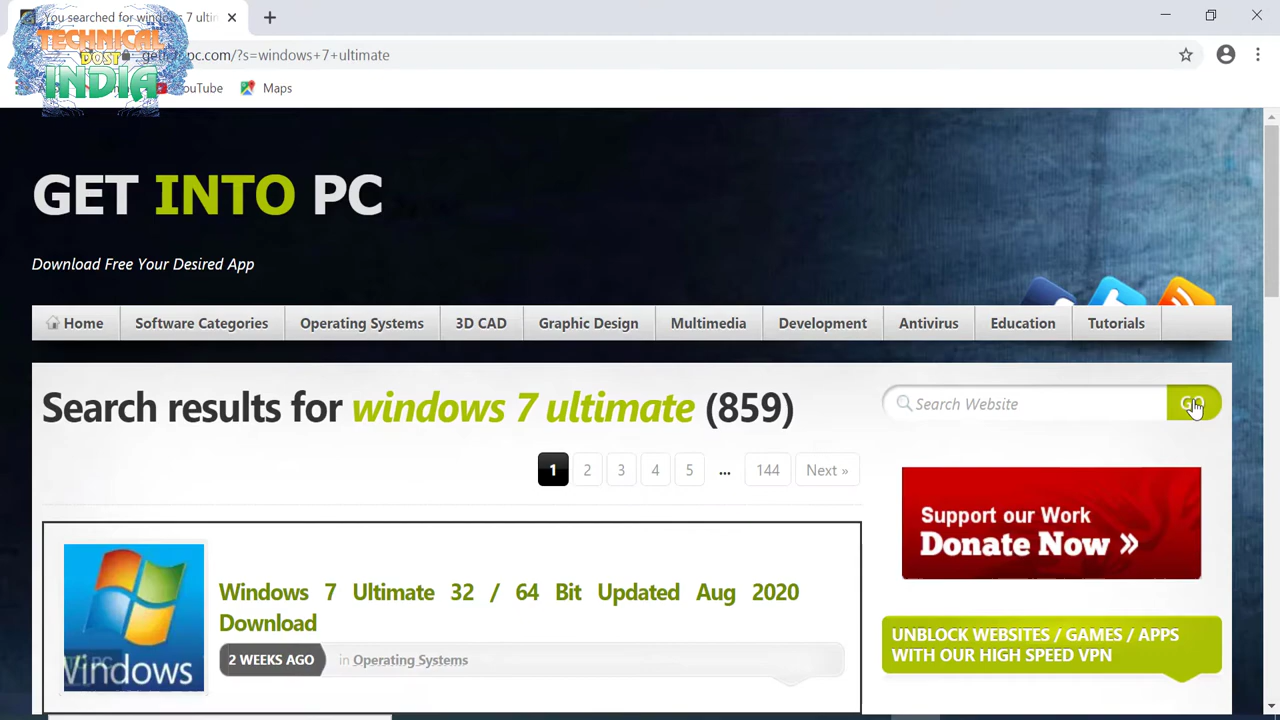 You searched for windows 7 ultim
TECHNICAL
DOST
INDIA
pc.com/?s=windows+7+ultimate
YouTube
Maps
GET INTO PC
Download Free Your Desired App
Home
Software Categories
Operating Systems
3D CAD
Graphic Design
Multimedia
Development
Antivirus
Education
Tutorials
Search results for windows 7 ultimate (859)
Search Website
GO
1 2 3 4 5 ... 144 Next »
Support our Work
Donate Now »
Windows 7 Ultimate 32 / 64 Bit Updated Aug 2020
Download
2 WEEKS AGO
in Operating Systems
Windows
UNBLOCK WEBSITES / GAMES / APPS
WITH OUR HIGH SPEED VPN